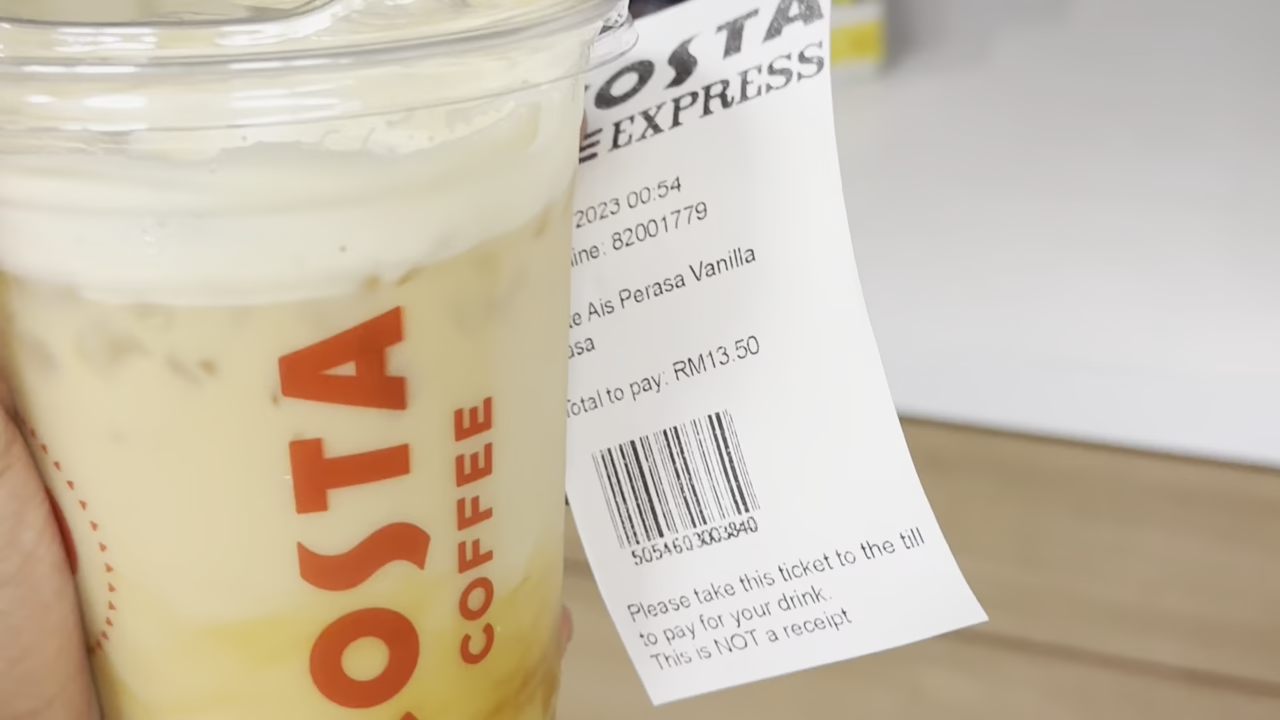 OSTA
COFFEE
OSTA
EXPRESS
2023 00:54
ine: 82001779
e Ais Perasa Vanilla
asa
Total to pay: RM13.50
5054603003840
Please take this ticket to the till
to pay for your drink.
This is NOT a receipt